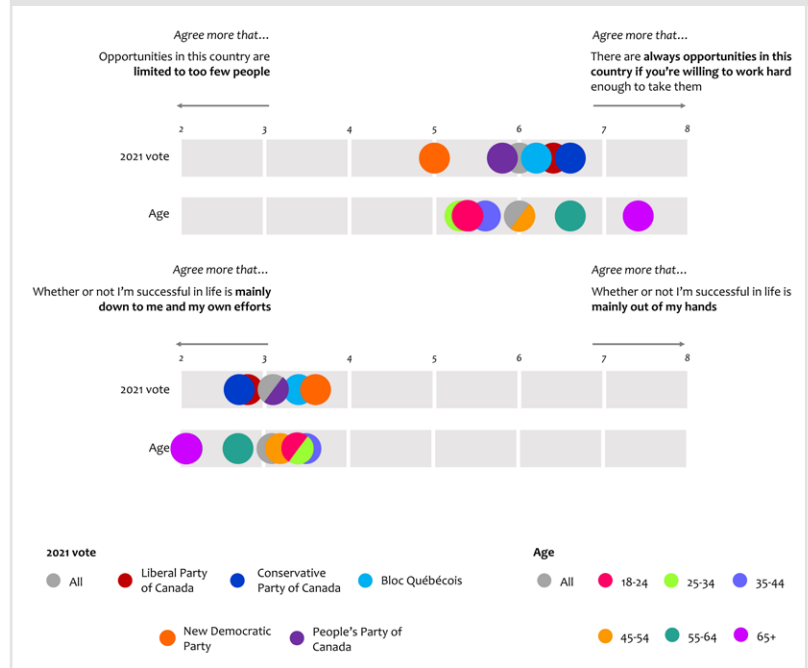 Agree more that...
Opportunities in this country are
limited to too few people
Agree more that...
There are always opportunities in this
country if you're willing to work hard
enough to take them
2 3 4 5 6 7 8
2021 vote
Age
Agree more that...
Whether or not I'm successful in life is mainly
down to me and my own efforts
Agree more that...
Whether or not I'm successful in life is
mainly out of my hands
2 3 4 5 6 7 8
2021 vote
Age
2021 vote
All
Liberal Party
of Canada
Conservative
Party of Canada
Bloc Québécois
New Democratic
Party
People's Party of
Canada
Age
All
18-24
25-34
35-44
45-54
55-64
65+